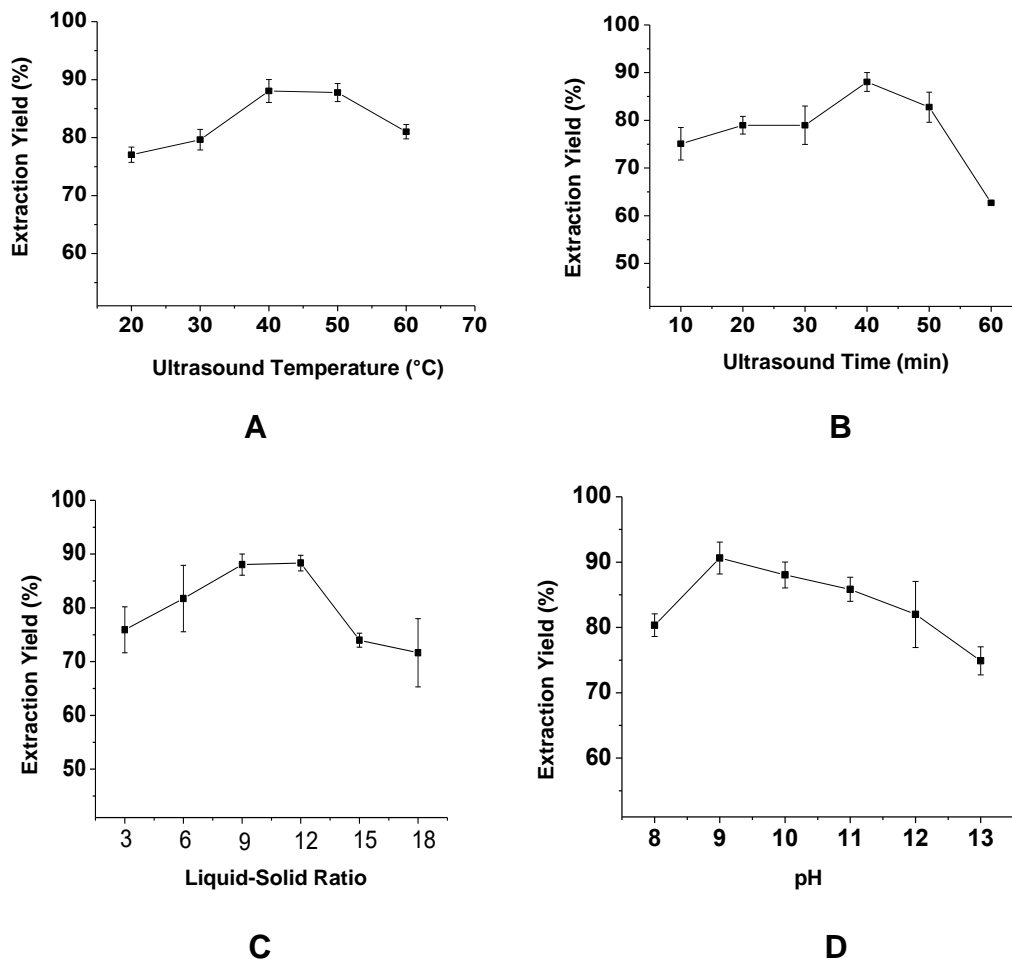 100
90
80
70
60
Extraction Yield (%)
20 30 40 50 60 70
Ultrasound Temperature (°C)
A
100
90
80
70
60
50
Extraction Yield (%)
10 20 30 40 50 60
Ultrasound Time (min)
B
100
90
80
70
60
50
Extraction Yield (%)
3 6 9 12 15 18
Liquid-Solid Ratio
C
100
90
80
70
60
Extraction Yield (%)
8 9 10 11 12 13
pH
D